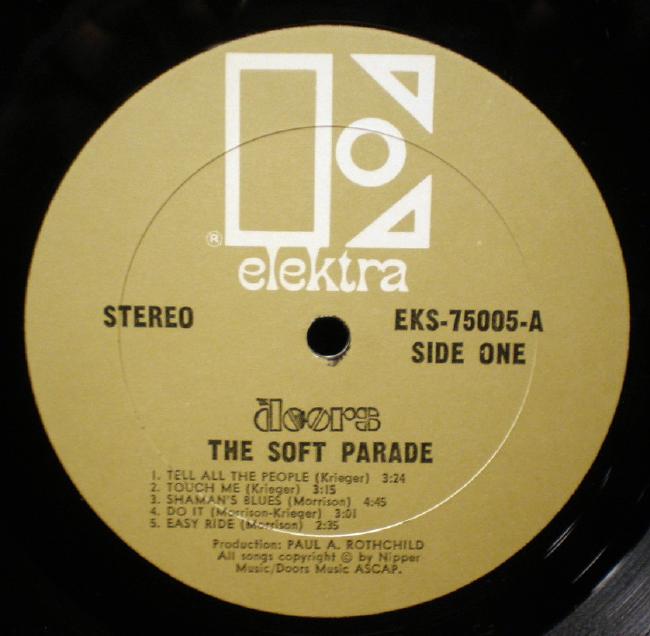 ®
elektra
STEREO
EKS-75005-A
SIDE ONE
the doors
THE SOFT PARADE
1. TELL ALL THE PEOPLE (Krieger) 3:24
2. TOUCH ME (Krieger) 3:15
3. SHAMAN'S BLUES (Morrison) 4:45
4. DO IT (Morrison-Krieger) 3:01
5. EASY RIDE (Morrison) 2:35
Production: PAUL A. ROTHCHILD
All songs copyright © by Nipper
Music/Doors Music ASCAP.